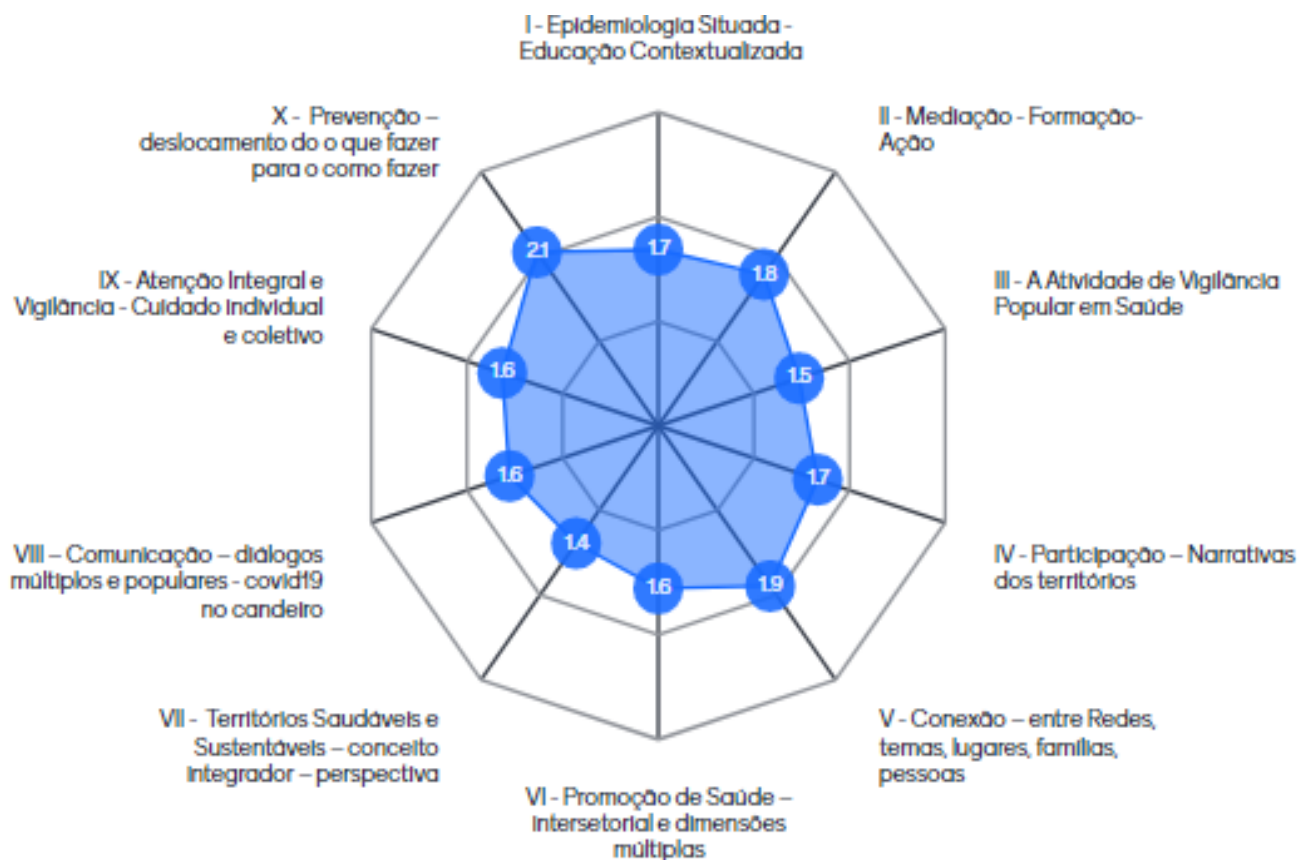 I - Epidemiologia Situada -
Educação Contextualizada
II - Mediação - Formação-
Ação
III - A Atividade de Vigilância
Popular em Saúde
IV - Participação – Narrativas
dos territórios
V - Conexão – entre Redes,
temas, lugares, famílias,
pessoas
VI - Promoção de Saúde –
intersetorial e dimensões
múltiplas
VII - Territórios Saudáveis e
Sustentáveis – conceito
integrador – perspectiva
VIII – Comunicação – diálogos
múltiplos e populares - covid19
no candeiro
IX - Atenção Integral e
Vigilância - Cuidado individual
e coletivo
X - Prevenção –
deslocamento do o que fazer
para o como fazer
1.7
1.8
1.5
1.7
1.9
1.6
1.4
1.6
1.6
2.1